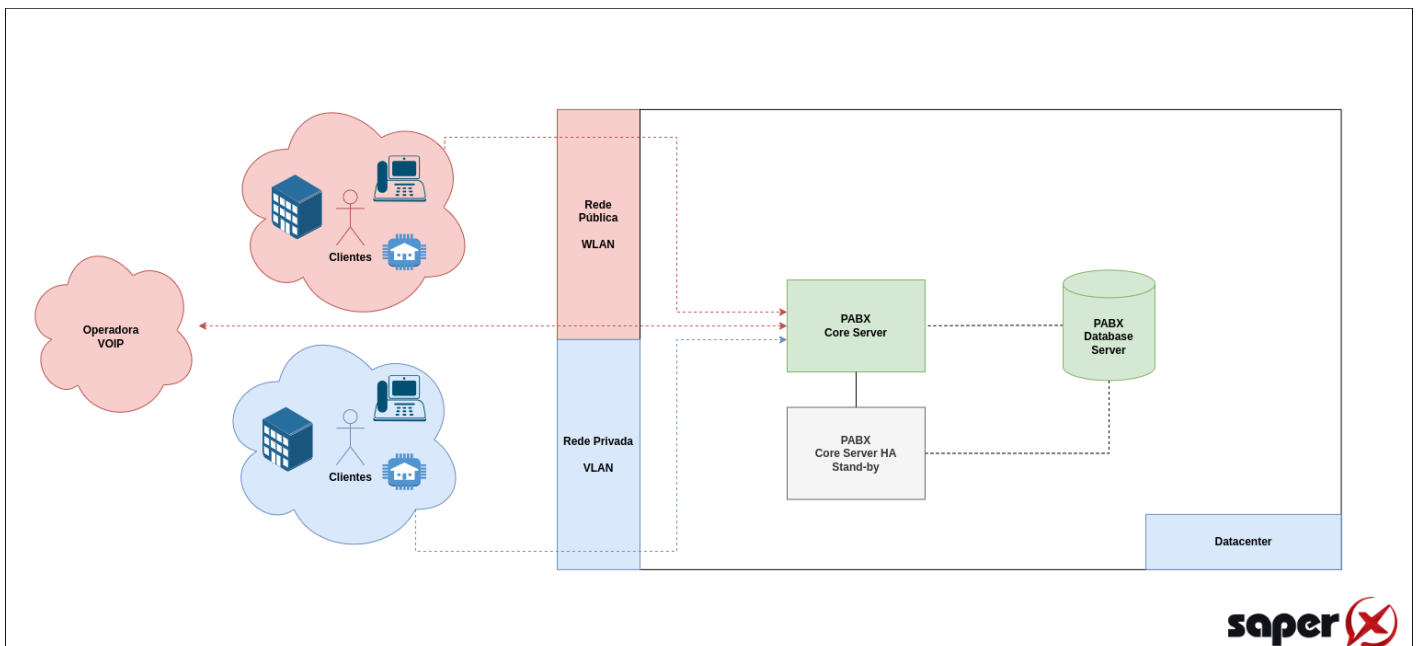 Clientes
Rede
Pública
WLAN
Operadora
VOIP
PABX
Core Server
PABX
Database
Server
Clientes
Rede Privada
VLAN
PABX
Core Server HA
Stand-by
Datacenter
saper X